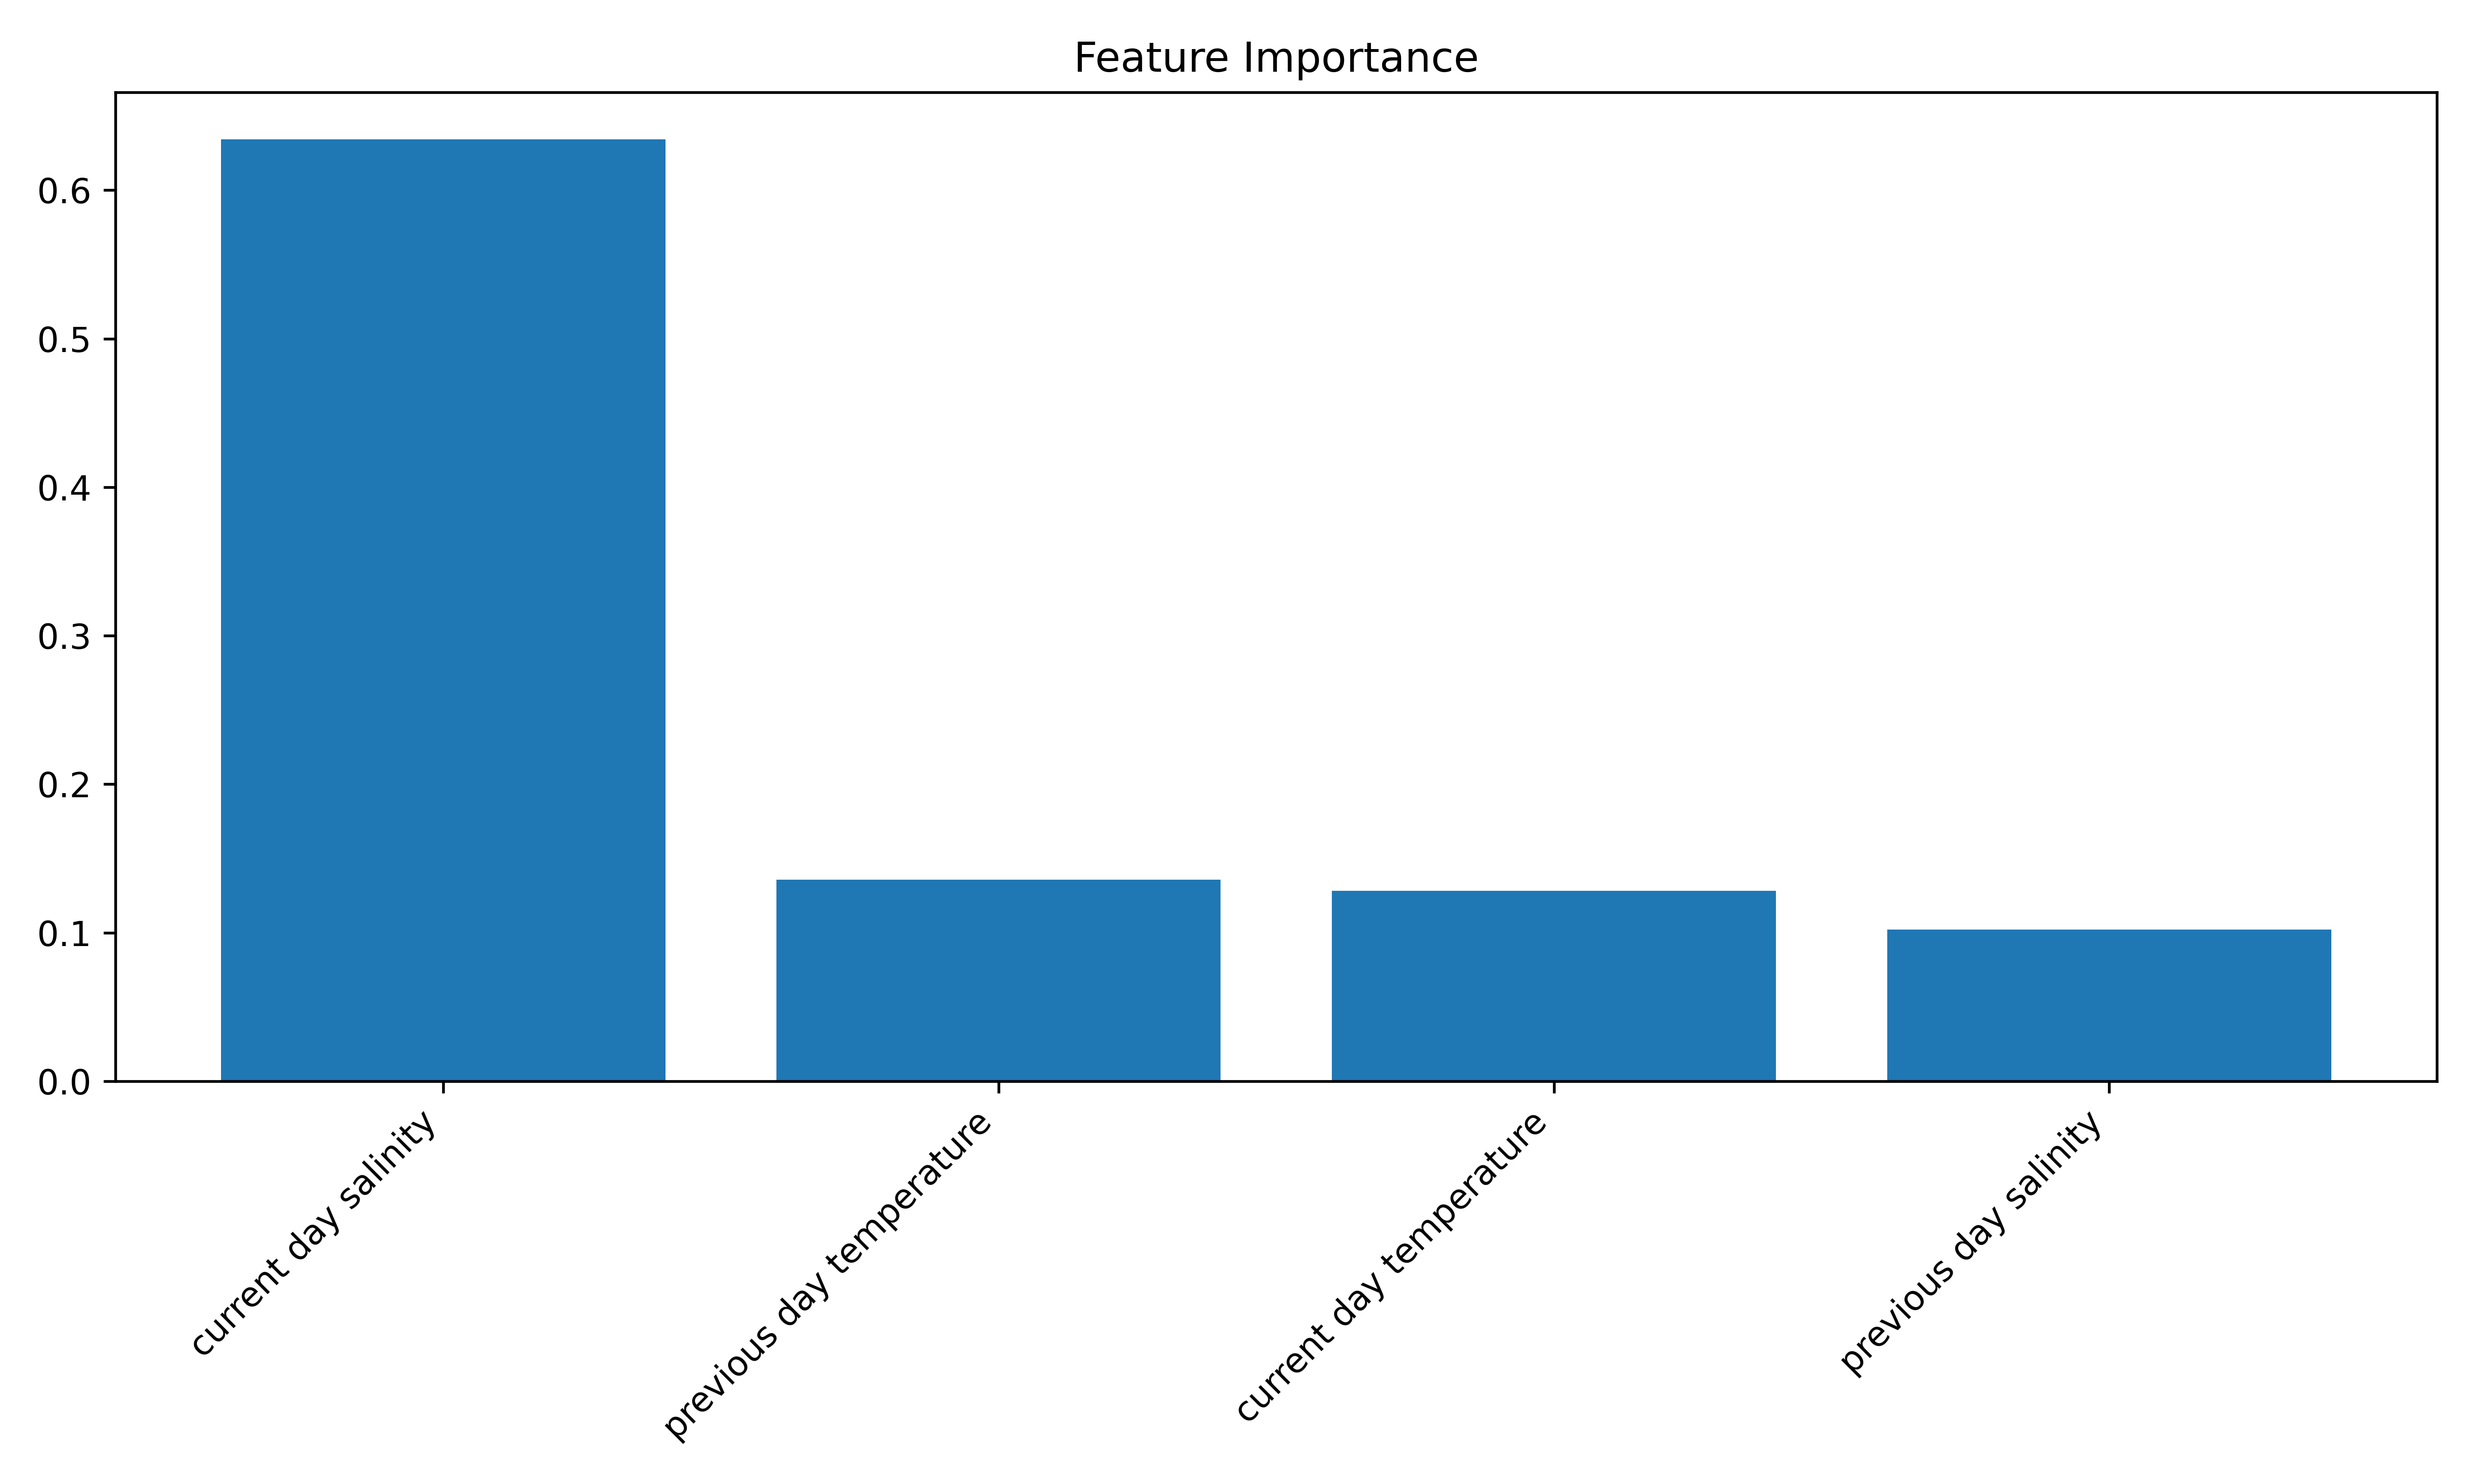 Feature Importance
0.6
0.5
0.4
0.3
0.2
0.1
0.0
current day salinity
previous day temperature
current day temperature
previous day salinity